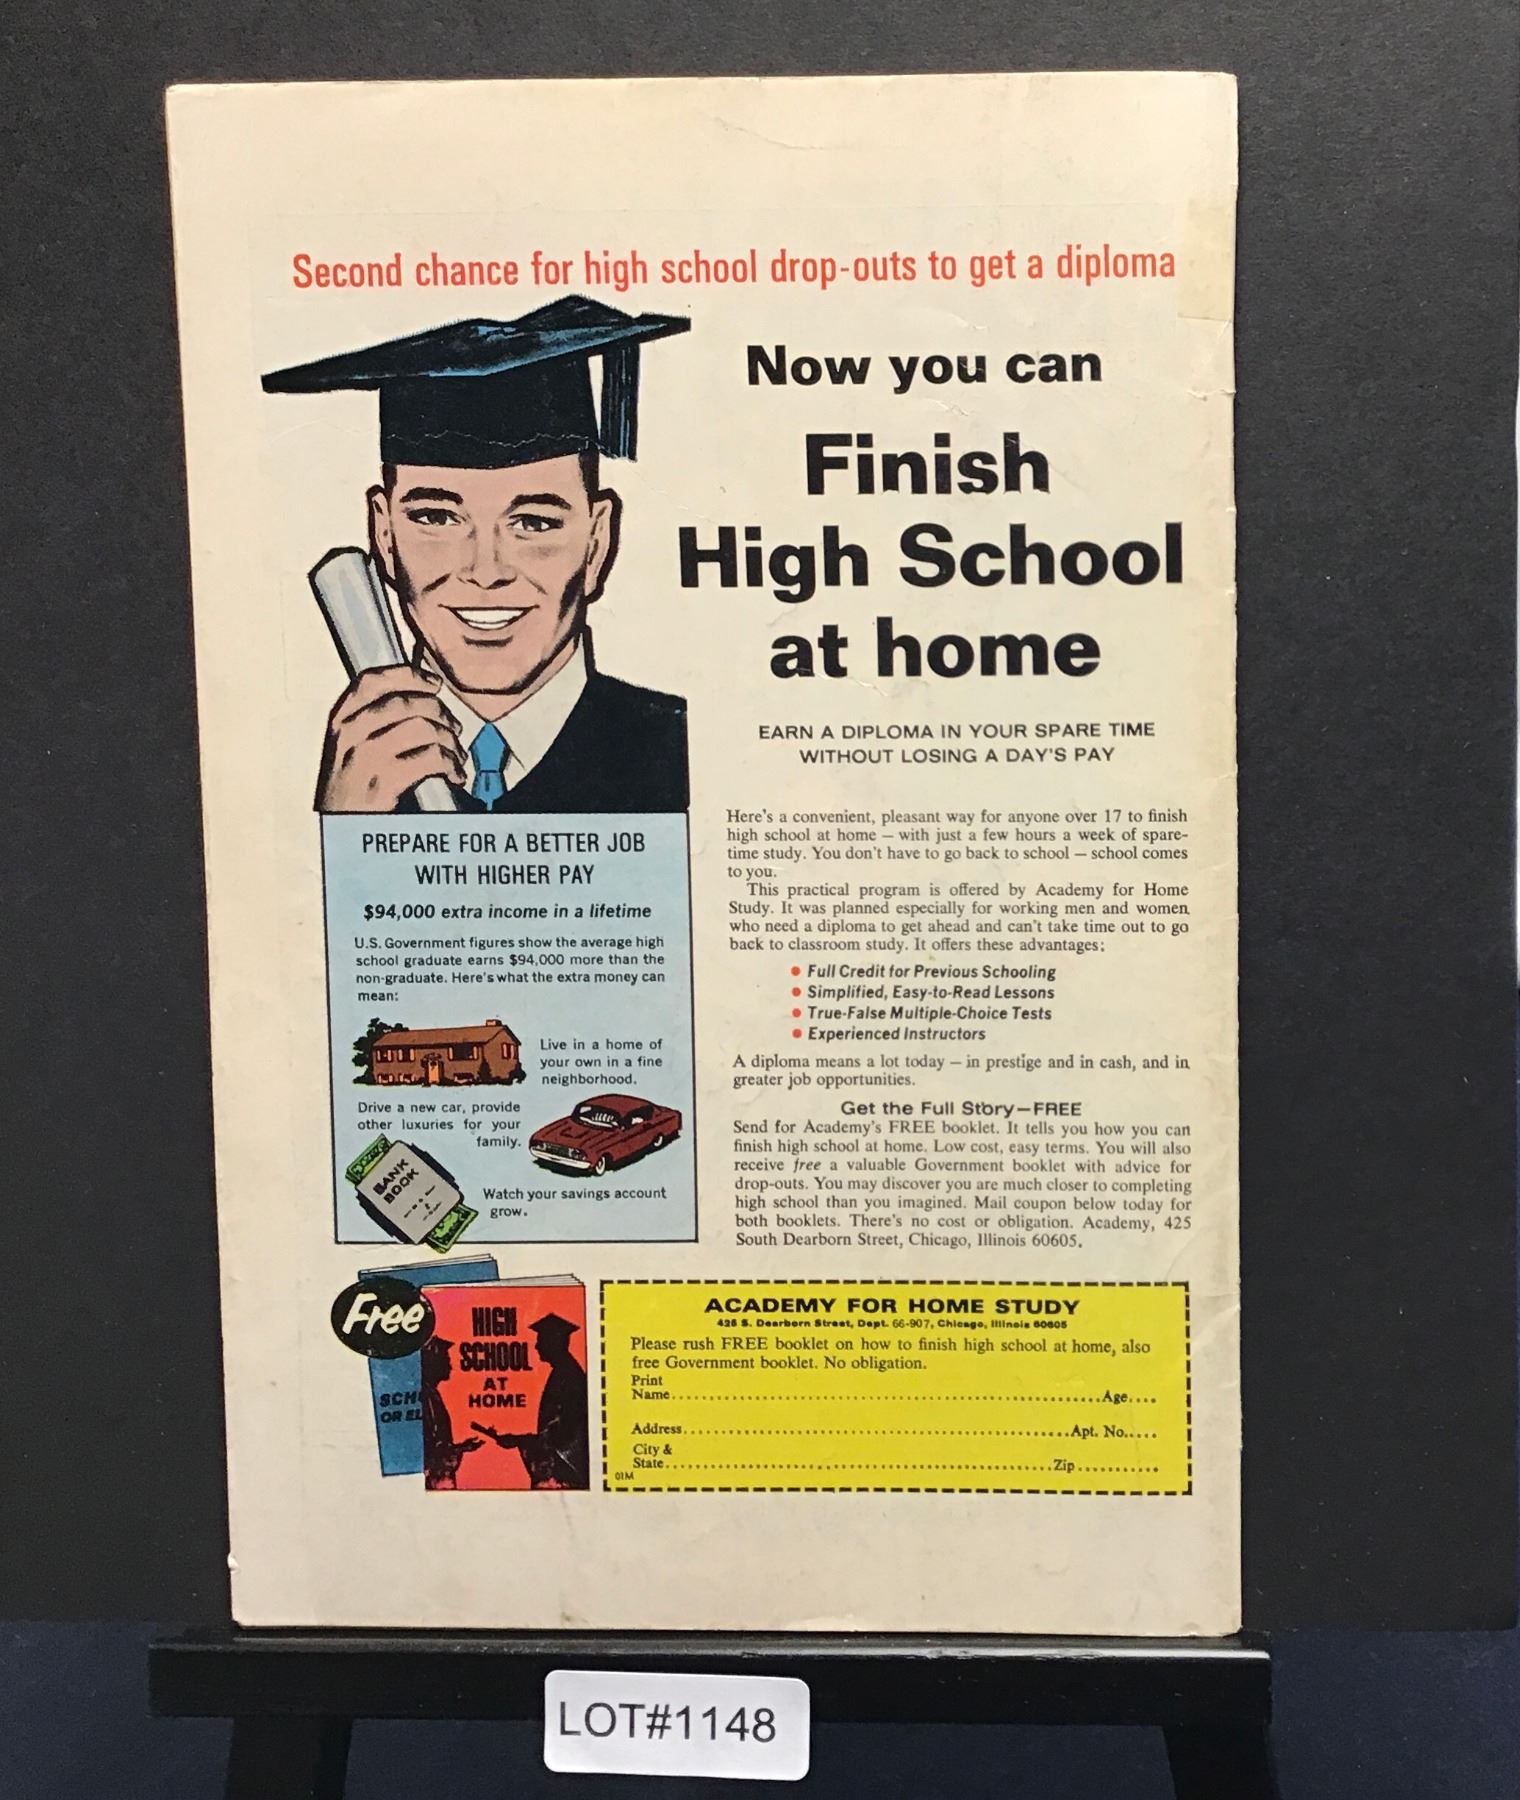 Second chance for high school drop-outs to get a diploma
Now you can
Finish
High School
at home
EARN A DIPLOMA IN YOUR SPARE TIME
WITHOUT LOSING A DAY'S PAY
PREPARE FOR A BETTER JOB
WITH HIGHER PAY
$94,000 extra income in a lifetime
U.S. Government figures show the average high
school graduate earns $94,000 more than the
non-graduate. Here's what the extra money can
mean:
Live in a home of
your own in a fine
neighborhood.
Drive a new car, provide
other luxuries for your
family.
BANK
BOOK
Watch your savings account
grow.
Here's a convenient, pleasant way for anyone over 17 to finish
high school at home – with just a few hours a week of spare-
time study. You don't have to go back to school – school comes
to you.
This practical program is offered by Academy for Home
Study. It was planned especially for working men and women
who need a diploma to get ahead and can't take time out to go
back to classroom study. It offers these advantages:
• Full Credit for Previous Schooling
• Simplified, Easy-to-Read Lessons
• True-False Multiple-Choice Tests
• Experienced Instructors
A diploma means a lot today – in prestige and in cash, and in
greater job opportunities.
Get the Full Story—FREE
Send for Academy's FREE booklet. It tells you how you can
finish high school at home. Low cost, easy terms. You will also
receive free a valuable Government booklet with advice for
drop-outs. You may discover you are much closer to completing
high school than you imagined. Mail coupon below today for
both booklets. There's no cost or obligation. Academy, 425
South Dearborn Street, Chicago, Illinois 60605.
Free
HIGH
SCHOOL
AT
HOME
SCH
OR EL
ACADEMY FOR HOME STUDY
425 S. Dearborn Street, Dept. 66-907, Chicago, Illinois 60605
Please rush FREE booklet on how to finish high school at home, also
free Government booklet. No obligation.
Print
Name..........Age....
Address..........Apt. No.....
City &
State..........Zip..........
01M
LOT#1148